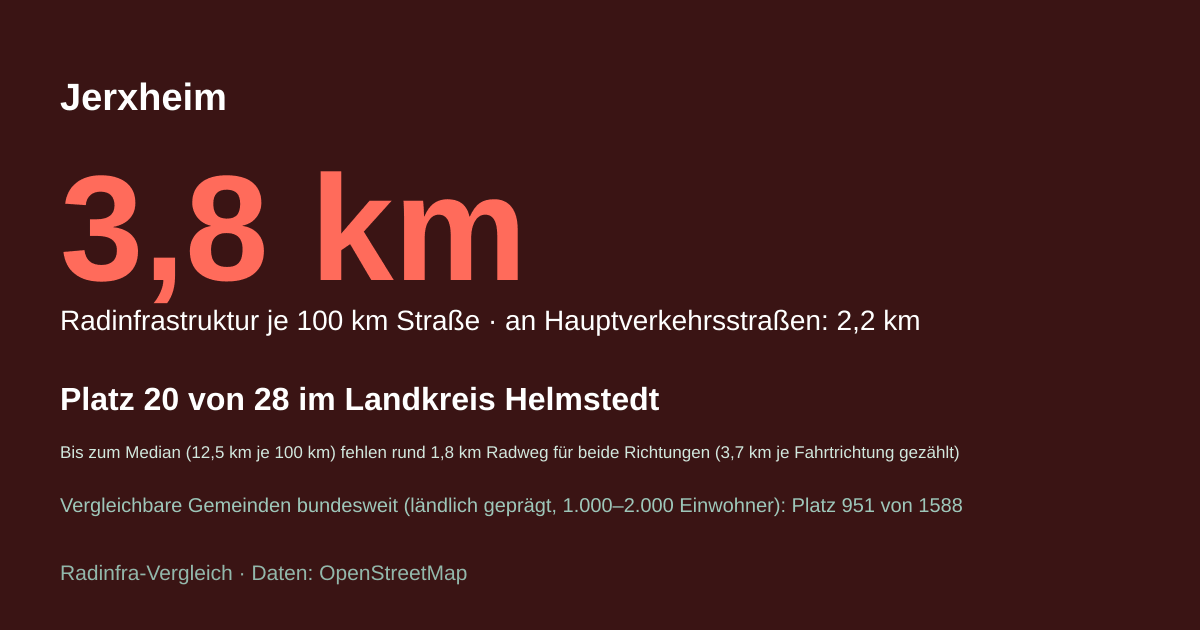 Jerxheim
3,8 km
Radinfrastruktur je 100 km Straße · an Hauptverkehrsstraßen: 2,2 km
Platz 20 von 28 im Landkreis Helmstedt
Bis zum Median (12,5 km je 100 km) fehlen rund 1,8 km Radweg für beide Richtungen (3,7 km je Fahrtrichtung gezählt)
Vergleichbare Gemeinden bundesweit (ländlich geprägt, 1.000–2.000 Einwohner): Platz 951 von 1588
Radinfra-Vergleich · Daten: OpenStreetMap